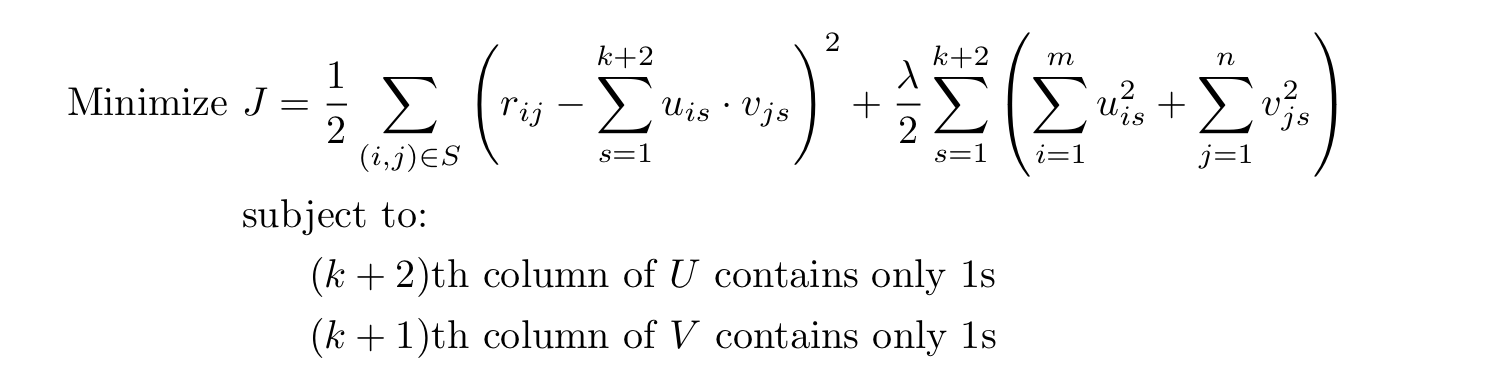 Minimize $J = \frac{1}{2} \sum_{(i,j)\in S} \left( r_{ij} - \sum_{s=1}^{k+2} u_{is} \cdot v_{js} \right)^2 + \frac{\lambda}{2} \sum_{s=1}^{k+2} \left( \sum_{i=1}^{m} u_{is}^2 + \sum_{j=1}^{n} v_{js}^2 \right)$
subject to:
$(k+2)$th column of $U$ contains only 1s
$(k+1)$th column of $V$ contains only 1s